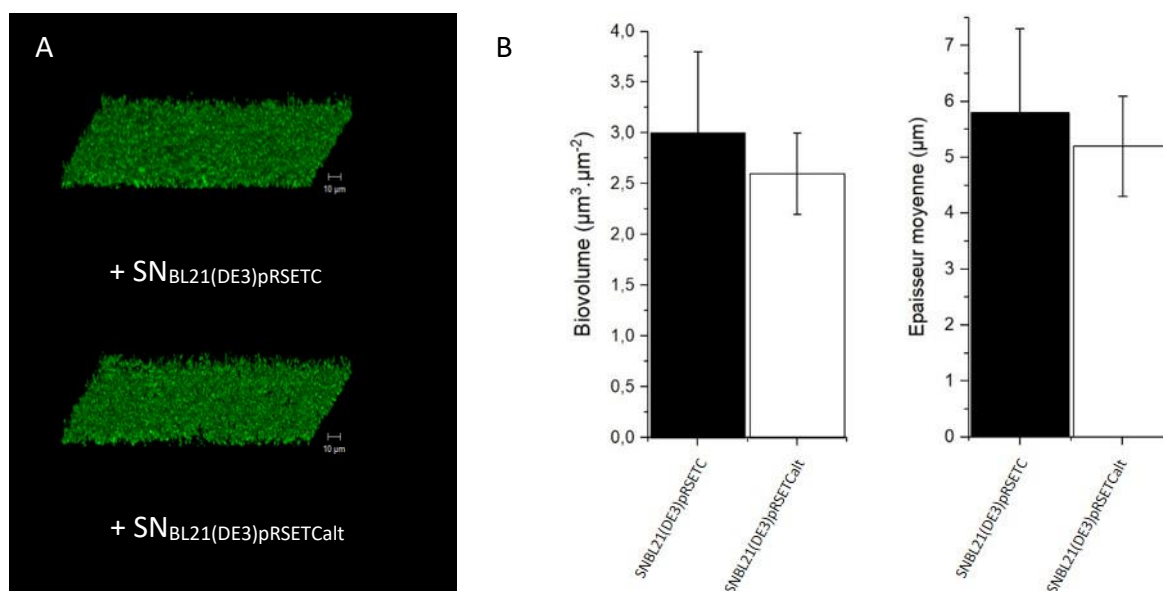 A
10 µm
+ SNBL21(DE3)pRSETC
10 µm
+ SNBL21(DE3)pRSETCalt
B
Biovolume (µm³.µm⁻²)
4,0
3,5
3,0
2,5
2,0
1,5
1,0
0,5
0,0
SNBL21(DE3)pRSETC
SNBL21(DE3)pRSETCalt
Epaisseur moyenne (µm)
7
6
5
4
3
2
1
0
SNBL21(DE3)pRSETC
SNBL21(DE3)pRSETCalt